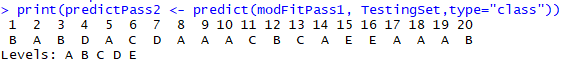 > print(predictPass2 <- predict(modFitPass1, TestingSet,type="class"))
1 2 3 4 5 6 7 8 9 10 11 12 13 14 15 16 17 18 19 20
B A B D A C D A A A C B C A E E A A A B
Levels: A B C D E